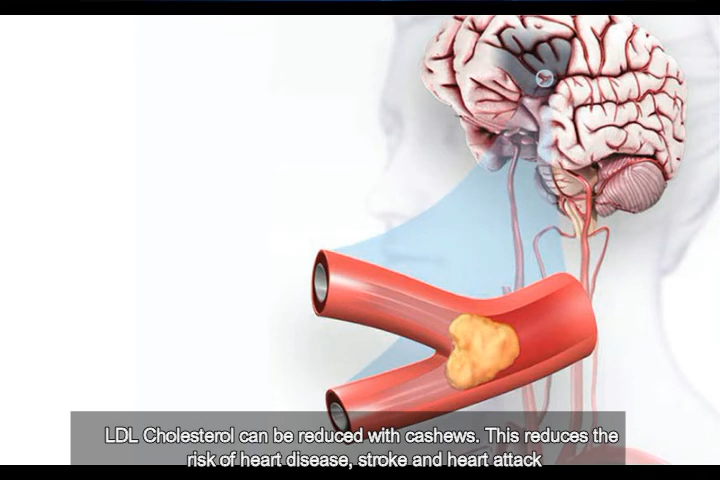 LDL Cholesterol can be reduced with cashews. This reduces the
risk of heart disease, stroke and heart attack